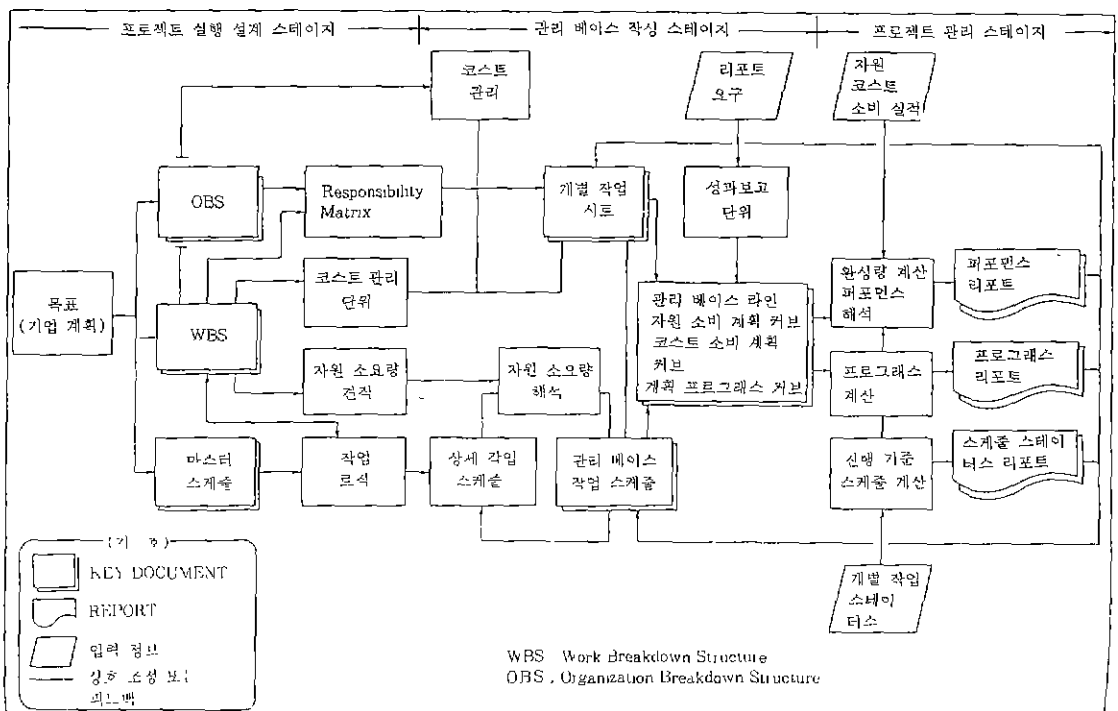 프로젝트 실행 설계 스테이지
관리 베이스 작성 스테이지
프로젝트 관리 스테이지
코스트
관리
리포트
요구
자원
코스트
소비 실적
OBS
Responsibility
Matrix
개별 작업
시트
성과보고
단위
목표
(기업 계획)
WBS
코스트 관리
단위
관리 베이스 라인
자원 소비 계획 커브
코스트 소비 계획
커브
계획 프로그래스 커브
완성량 계산
퍼포먼스
해석
퍼포먼스
리포트
자원 소요량
견적
자원 소요량
해석
프로그래스
계산
프로그래스
리포트
마스터
스케줄
작업
로직
상세 작업
스케줄
관리 베이스
작업 스케줄
진행 기준
스케줄 계산
스케줄 스테이
터스 리포트
(기 호)
KEY DOCUMENT
REPORT
입력 정보
상호 조정 또는
피드백
개별 작업
스테이
터스
WBS Work Breakdown Structure
OBS . Organization Breakdown Structure